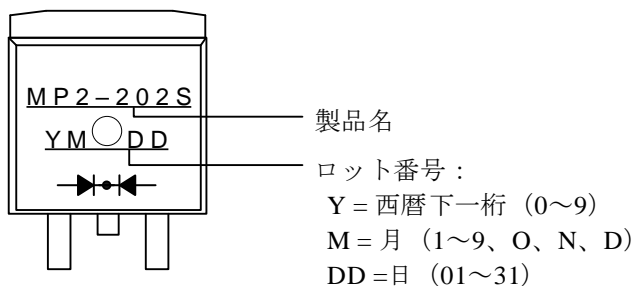 MP2–202S
YM DD
製品名
ロット番号：
Y = 西暦下一桁（0～9）
M = 月（1～9、O、N、D）
DD =日（01～31）